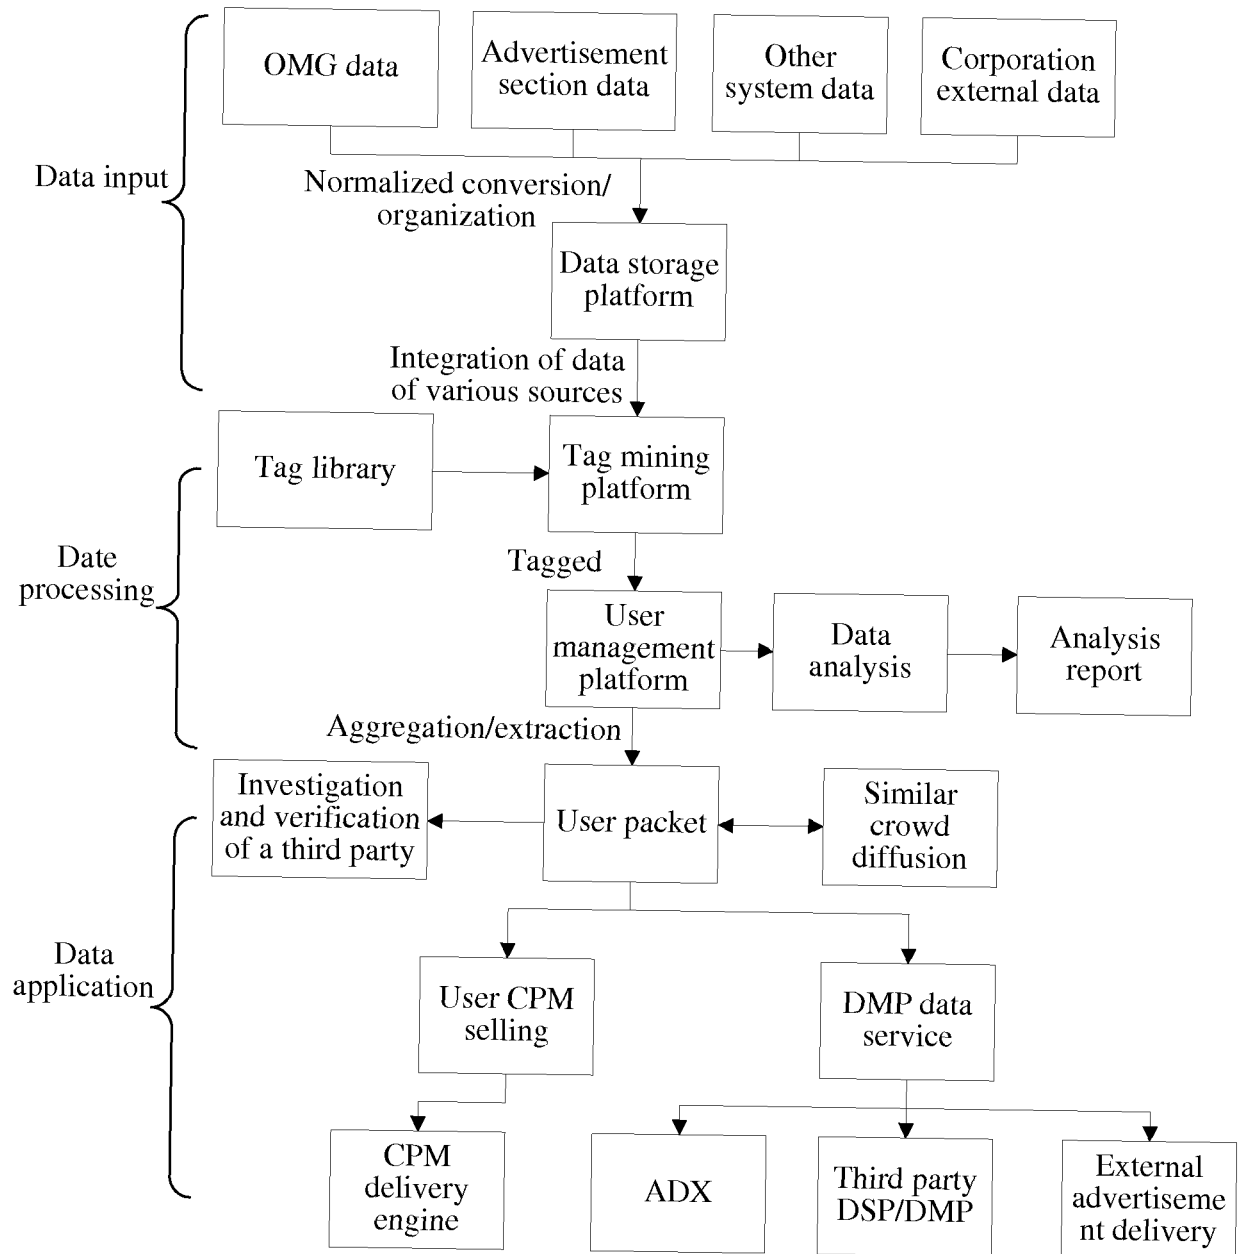 OMG data
Advertisement
section data
Other
system data
Corporation
external data
Data input
Normalized conversion/
organization
Data storage
platform
Integration of data
of various sources
Tag library
Tag mining
platform
Date
processing
Tagged
User
management
platform
Data
analysis
Analysis
report
Aggregation/extraction
Investigation
and verification
of a third party
User packet
Similar
crowd
diffusion
Data
application
User CPM
selling
DMP data
service
CPM
delivery
engine
ADX
Third party
DSP/DMP
External
advertiseme
nt delivery